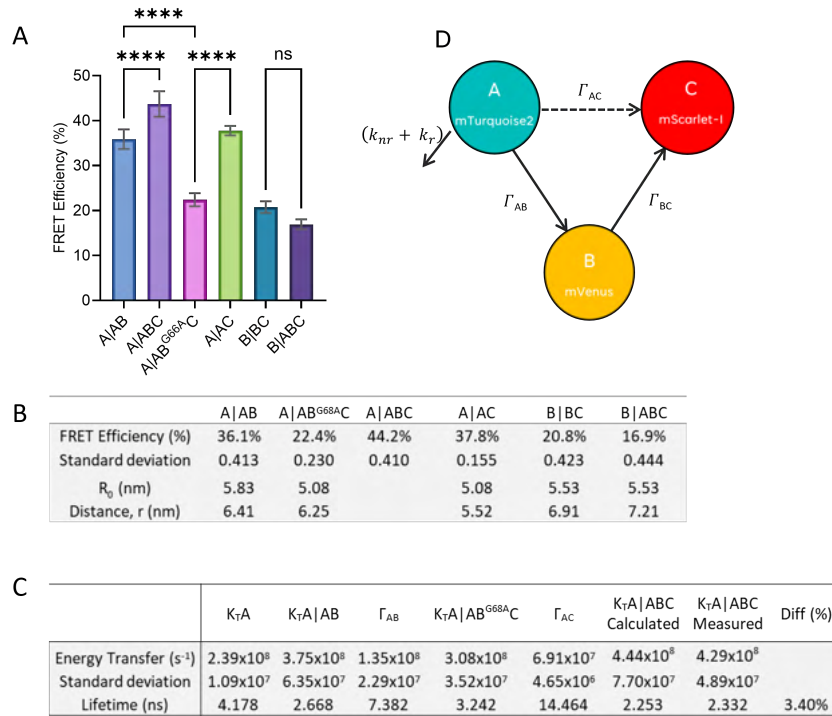 A
****
****
****
ns
FRET Efficiency (%)
50
40
30
20
10
0
A|AB
A|ABC
A|AB^G66A C
A|AC
B|BC
B|ABC
D
A
mTurquoise2
C
mScarlet-I
B
mVenus
Γ_AC
(k_nr + k_r)
Γ_AB
Γ_BC
B
A|AB A|AB^G68A C A|ABC A|AC B|BC B|ABC
FRET Efficiency (%) 36.1% 22.4% 44.2% 37.8% 20.8% 16.9%
Standard deviation 0.413 0.230 0.410 0.155 0.423 0.444
R₀ (nm) 5.83 5.08 5.08 5.53 5.53
Distance, r (nm) 6.41 6.25 5.52 6.91 7.21
C
K_TA K_TA|AB Γ_AB K_TA|AB^G68A C Γ_AC K_TA|ABC Calculated K_TA|ABC Measured Diff (%)
Energy Transfer (s⁻¹) 2.39x10⁸ 3.75x10⁸ 1.35x10⁸ 3.08x10⁸ 6.91x10⁷ 4.44x10⁸ 4.29x10⁸
Standard deviation 1.09x10⁷ 6.35x10⁷ 2.29x10⁷ 3.52x10⁷ 4.65x10⁶ 7.70x10⁷ 4.89x10⁷
Lifetime (ns) 4.178 2.668 7.382 3.242 14.464 2.253 2.332 3.40%